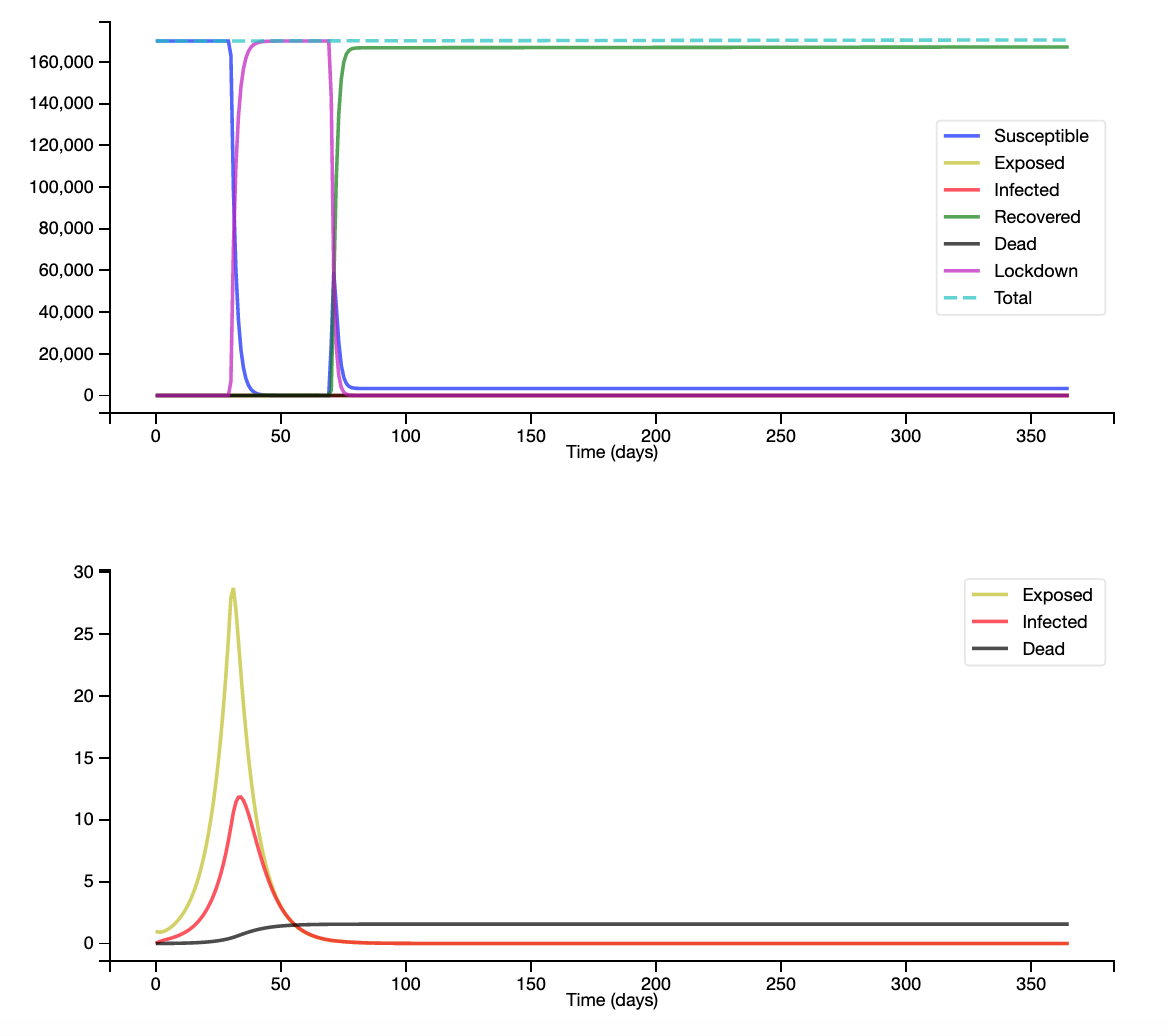 160,000
140,000
120,000
100,000
80,000
60,000
40,000
20,000
0
Susceptible
Exposed
Infected
Recovered
Dead
Lockdown
Total
0 50 100 150 200 250 300 350
Time (days)
30
25
20
15
10
5
0
Exposed
Infected
Dead
0 50 100 150 200 250 300 350
Time (days)